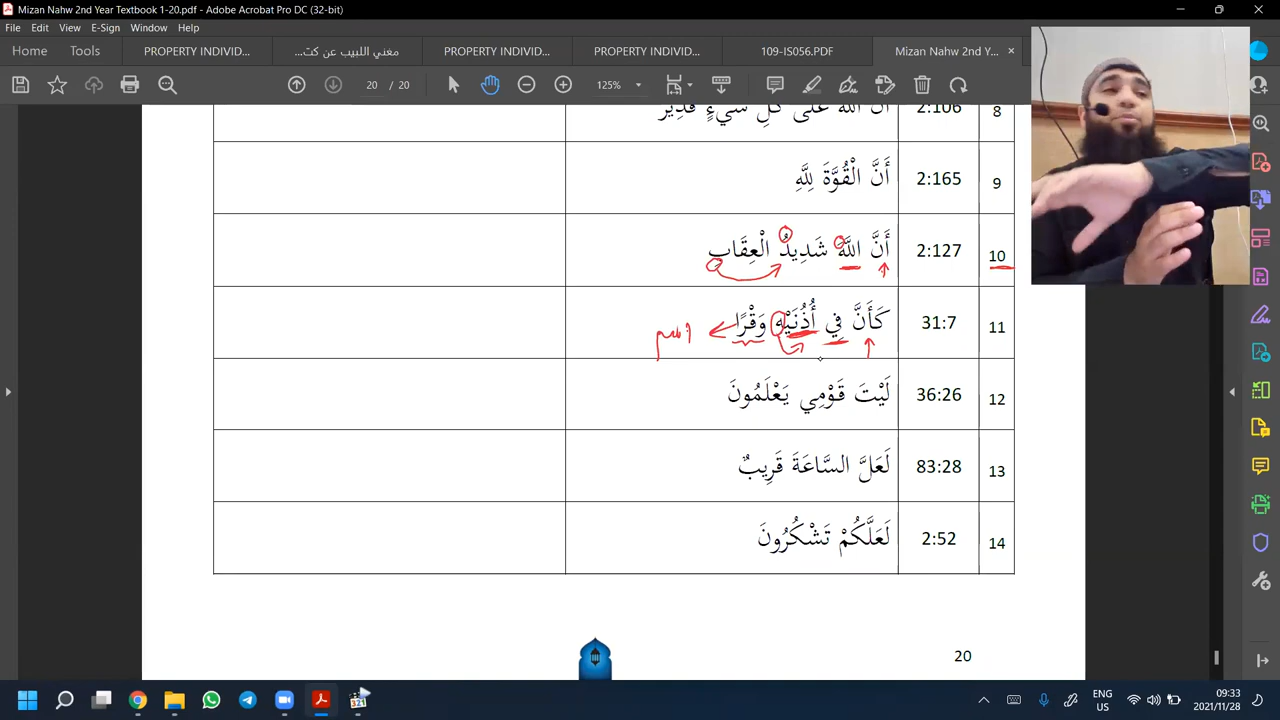 Mizan Nahw 2nd Year Textbook 1-20.pdf - Adobe Acrobat Pro DC (32-bit)
File Edit View E-Sign Window Help
Home Tools PROPERTY INDIVID... مغني اللبيب عن كت... PROPERTY INDIVID... PROPERTY INDIVID... 109-IS056.PDF Mizan Nahw 2nd Ye... ×
20 / 20 125%
8 2:106 أَنَّ اللَّهَ عَلَى كُلِّ شَيْءٍ قَدِيرٌ
9 2:165 أَنَّ الْقُوَّةَ لِلَّهِ
10 2:127 أَنَّ اللَّهَ شَدِيدُ الْعِقَابِ
11 31:7 كَأَنَّ فِي أُذُنَيْهِ وَقْرًا اسم
12 36:26 لَيْتَ قَوْمِي يَعْلَمُونَ
13 83:28 لَعَلَّ السَّاعَةَ قَرِيبٌ
14 2:52 لَعَلَّكُمْ تَشْكُرُونَ
20
321
ENG
US
09:33
2021/11/28